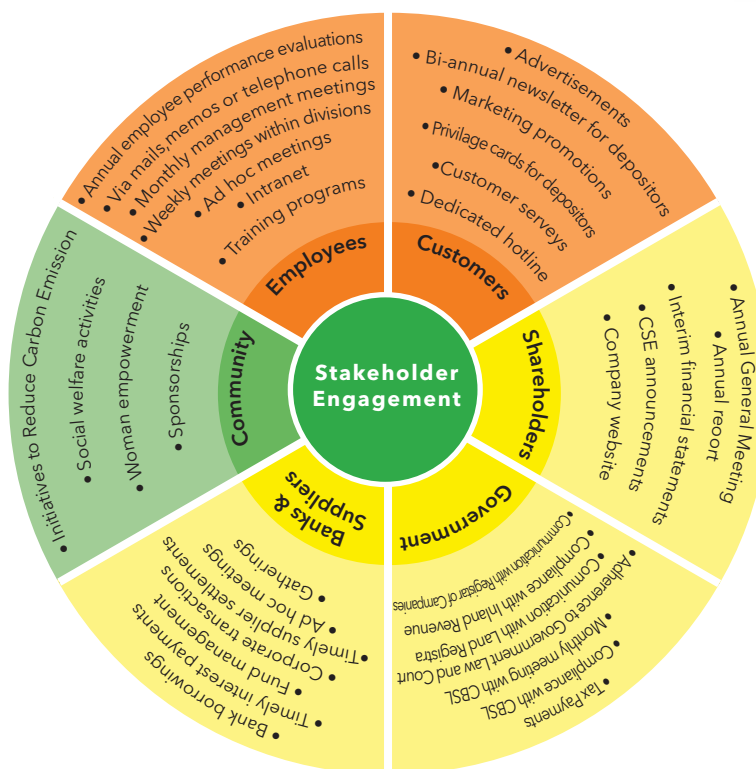 Stakeholder
Engagement
Employees
• Annual employee performance evaluations
• Via mails,memos or telephone calls
• Monthly management meetings
• Weekly meetings within divisions
• Ad hoc meetings
• Intranet
• Training programs
Customers
• Advertisements
• Bi-annual newsletter for depositors
• Marketing promotions
• Privilage cards for depositors
• Customer surveys
• Dedicated hotline
Shareholders
• Annual General Meeting
• Annual reoort
• Interim financial statements
• CSE announcements
• Company website
Government
• Communication with Registar of Companies
• Compliance with Inland Revenue
• Comunication with Land Registra
• Adherence to Government Law and Court
• Monthly meeting with CBSL
• Compliance with CBSL
• Tax Payments
Banks &
Suppliers
• Gatherings
• Ad hoc meetings
• Timely supplier settlements
• Corporate transactions
• Fund management
• Timely interest payments
• Bank borrowings
Community
• Initiatives to Reduce Carbon Emission
• Social welfare activities
• Woman empowerment
• Sponsorships